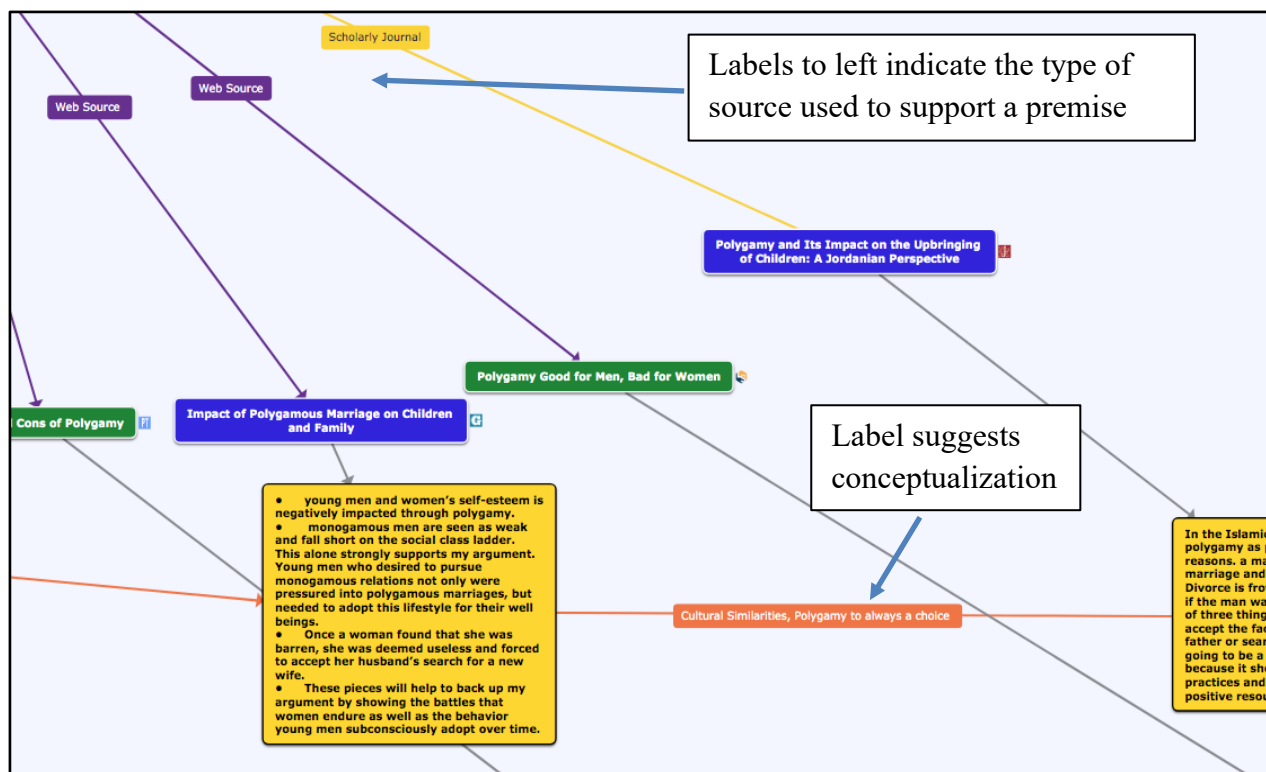 Scholarly Journal
Labels to left indicate the type of
source used to support a premise
Web Source
Web Source
Polygamy and Its Impact on the Upbringing
of Children: A Jordanian Perspective
Polygamy Good for Men, Bad for Women
Cons of Polygamy
Impact of Polygamous Marriage on Children
and Family
Label suggests
conceptualization
● young men and women’s self-esteem is
negatively impacted through polygamy.
● monogamous men are seen as weak
and fall short on the social class ladder.
This alone strongly supports my argument.
Young men who desired to pursue
monogamous relations not only were
pressured into polygamous marriages, but
needed to adopt this lifestyle for their well
beings.
● Once a woman found that she was
barren, she was deemed useless and forced
to accept her husband’s search for a new
wife.
● These pieces will help to back up my
argument by showing the battles that
women endure as well as the behavior
young men subconsciously adopt over time.
Cultural Similarities, Polygamy to always a choice
In the Islamic
polygamy as p
reasons. a ma
marriage and
Divorce is fro
if the man wa
of three thing
accept the fac
father or sear
going to be a
because it sh
practices and
positive resou